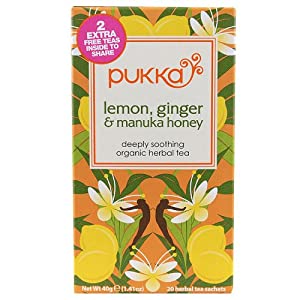 2
EXTRA
FREE TEAS
INSIDE TO
SHARE
pukka
lemon, ginger
& manuka honey
deeply soothing
organic herbal tea
Net Wt 40g ℮ (1.41oz)
20 herbal tea sachets